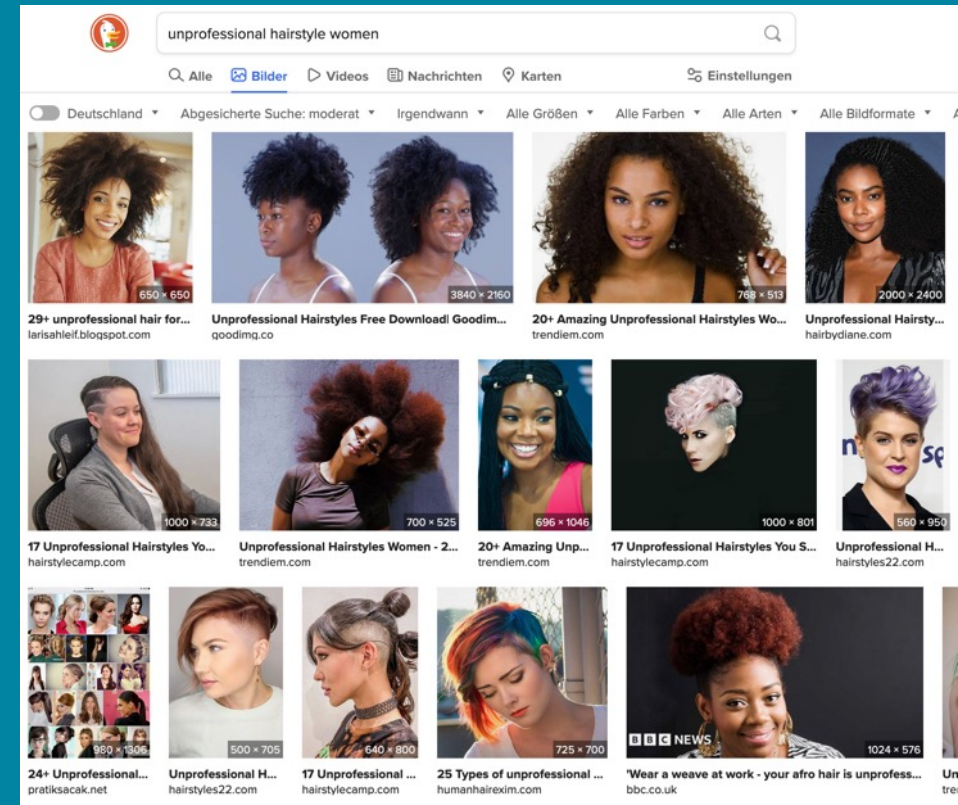 unprofessional hairstyle women
Alle Bilder Videos Nachrichten Karten Einstellungen
Deutschland Abgesicherte Suche: moderat Irgendwann Alle Größen Alle Farben Alle Arten Alle Bildformate A
650 × 650 3840 × 2160 768 × 513 2000 × 2400
29+ unprofessional hair for... Unprofessional Hairstyles Free Download| Goodim... 20+ Amazing Unprofessional Hairstyles Wo... Unprofessional Hairsty...
larisahleif.blogspot.com goodimg.co trendiem.com hairbydiane.com
1000 × 733 700 × 525 696 × 1046 1000 × 801 560 × 950
17 Unprofessional Hairstyles Yo... Unprofessional Hairstyles Women - 2... 20+ Amazing Unp... 17 Unprofessional Hairstyles You S... Unprofessional H...
hairstylecamp.com trendiem.com trendiem.com hairstylecamp.com hairstyles22.com
BBC NEWS
980 × 1306 500 × 705 640 × 800 725 × 700 1024 × 576
24+ Unprofessional... Unprofessional H... 17 Unprofessional ... 25 Types of unprofessional ... 'Wear a weave at work - your afro hair is unprofess... Un
pratiksacak.net hairstyles22.com hairstylecamp.com humanhairexim.com bbc.co.uk tre